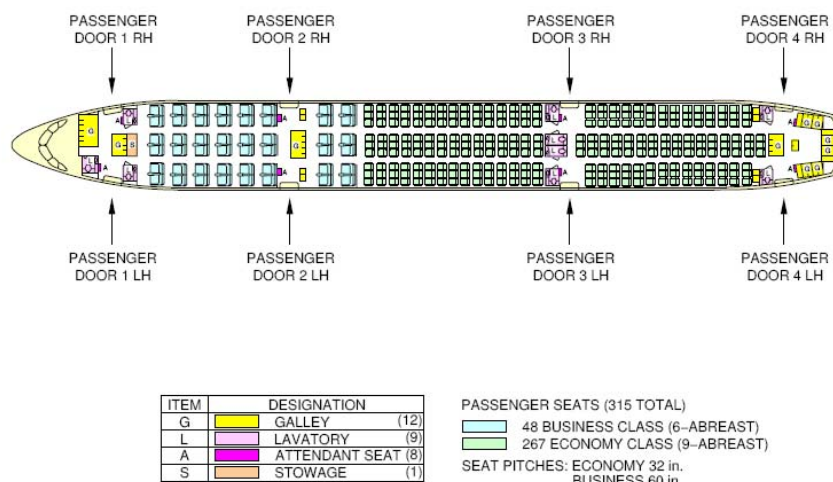 PASSENGER DOOR 1 RH
PASSENGER DOOR 2 RH
PASSENGER DOOR 3 RH
PASSENGER DOOR 4 RH
G
G
S
L
L
L
A
A
A
A
G
L
L
L
L
A
A
L
L
A
A
G
G
G
G
G
G
G
PASSENGER DOOR 1 LH
PASSENGER DOOR 2 LH
PASSENGER DOOR 3 LH
PASSENGER DOOR 4 LH
ITEM DESIGNATION
G GALLEY (12)
L LAVATORY (9)
A ATTENDANT SEAT (8)
S STOWAGE (1)
PASSENGER SEATS (315 TOTAL)
48 BUSINESS CLASS (6–ABREAST)
267 ECONOMY CLASS (9–ABREAST)
SEAT PITCHES: ECONOMY 32 in.
BUSINESS 60 in.